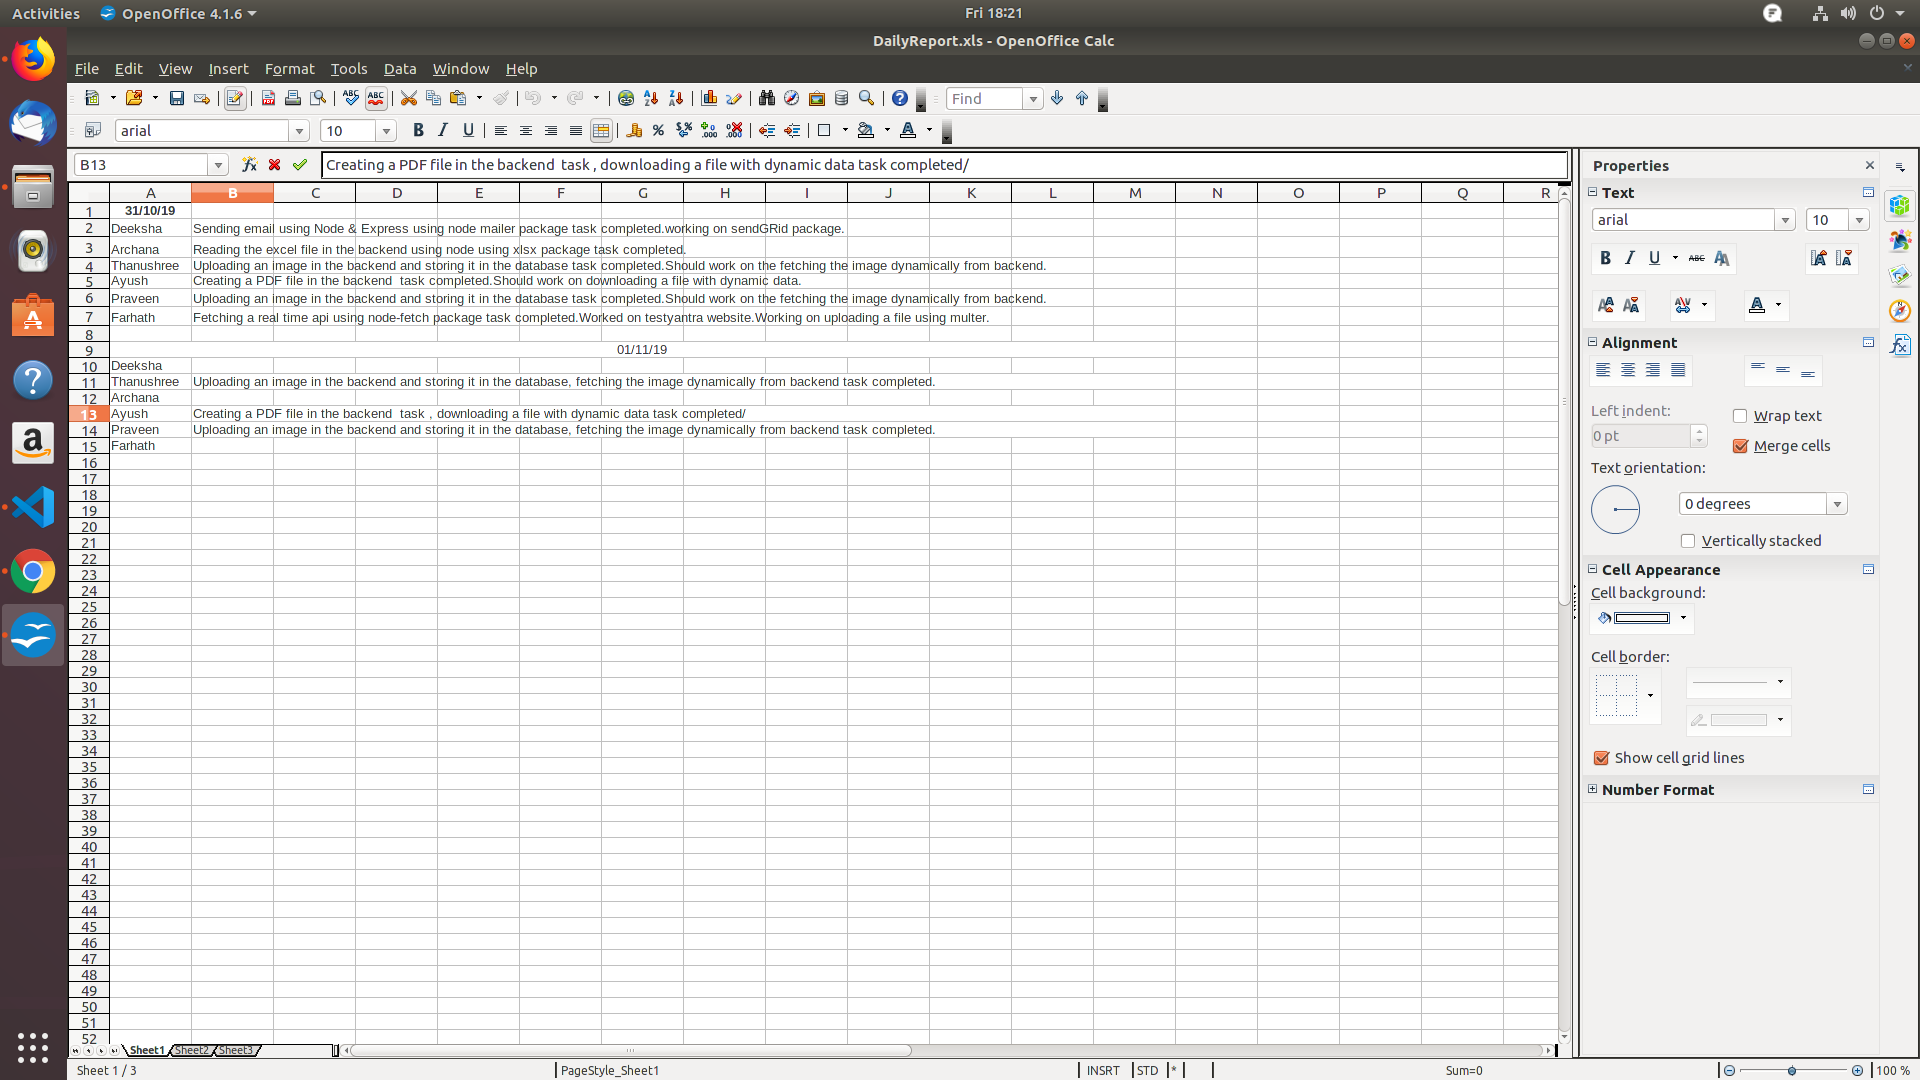 Activities OpenOffice 4.1.6 Fri 18:21
DailyReport.xls - OpenOffice Calc
File Edit View Insert Format Tools Data Window Help
Find
arial 10
B13 Creating a PDF file in the backend  task , downloading a file with dynamic data task completed/
A B C D E F G H I J K L M N O P Q R
1 31/10/19
2 Deeksha Sending email using Node & Express using node mailer package task completed.working on sendGRid package.
3 Archana Reading the excel file in the backend using node using xlsx package task completed.
4 Thanushree Uploading an image in the backend and storing it in the database task completed.Should work on the fetching the image dynamically from backend.
5 Ayush Creating a PDF file in the backend  task completed.Should work on downloading a file with dynamic data.
6 Praveen Uploading an image in the backend and storing it in the database task completed.Should work on the fetching the image dynamically from backend.
7 Farhath Fetching a real time api using node-fetch package task completed.Worked on testyantra website.Working on uploading a file using multer.
8
9 01/11/19
10 Deeksha
11 Thanushree Uploading an image in the backend and storing it in the database, fetching the image dynamically from backend task completed.
12 Archana
13 Ayush Creating a PDF file in the backend  task , downloading a file with dynamic data task completed/
14 Praveen Uploading an image in the backend and storing it in the database, fetching the image dynamically from backend task completed.
15 Farhath
16
17
18
19
20
21
22
23
24
25
26
27
28
29
30
31
32
33
34
35
36
37
38
39
40
41
42
43
44
45
46
47
48
49
50
51
52
Sheet1 Sheet2 Sheet3
Sheet 1 / 3 PageStyle_Sheet1 INSRT STD * Sum=0 100 %
Properties
Text
arial 10
Alignment
Left indent: Wrap text
0 pt Merge cells
Text orientation:
0 degrees
Vertically stacked
Cell Appearance
Cell background:
Cell border:
Show cell grid lines
Number Format